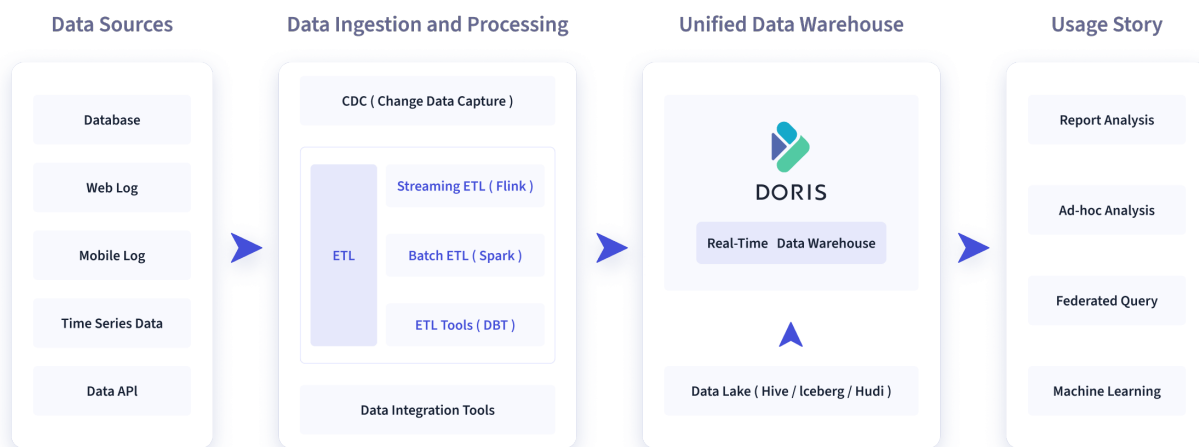 Data Sources
Database
Web Log
Mobile Log
Time Series Data
Data APl
Data Ingestion and Processing
CDC ( Change Data Capture )
ETL
Streaming ETL ( Flink )
Batch ETL ( Spark )
ETL Tools ( DBT )
Data Integration Tools
Unified Data Warehouse
DORIS
Real-Time Data Warehouse
Data Lake ( Hive / lceberg / Hudi )
Usage Story
Report Analysis
Ad-hoc Analysis
Federated Query
Machine Learning